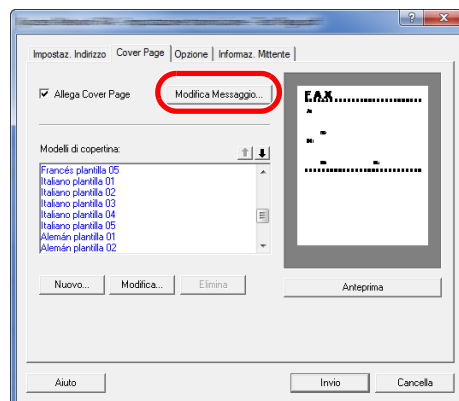 Impostaz. Indirizzo Cover Page Opzione Informaz. Mittente
Allega Cover Page Modifica Messaggio...
FAX
Modelli di copertina:
Francés plantilla 05
Italiano plantilla 01
Italiano plantilla 02
Italiano plantilla 03
Italiano plantilla 04
Italiano plantilla 05
Alemán plantilla 01
Alemán plantilla 02
Nuovo... Modifica... Elimina
Anteprima
Aiuto Invio Cancella